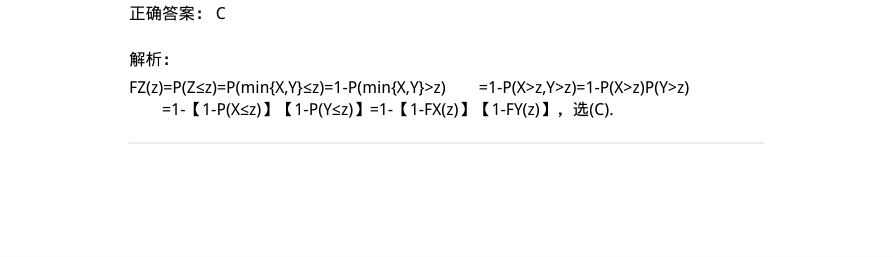 正确答案： C
解析：
FZ(z)=P(Z≤z)=P(min{X,Y}≤z)=1-P(min{X,Y}>z)　　=1-P(X>z,Y>z)=1-P(X>z)P(Y>z)
　　=1-【1-P(X≤z)】【1-P(Y≤z)】=1-【1-FX(z)】【1-FY(z)】，选(C).